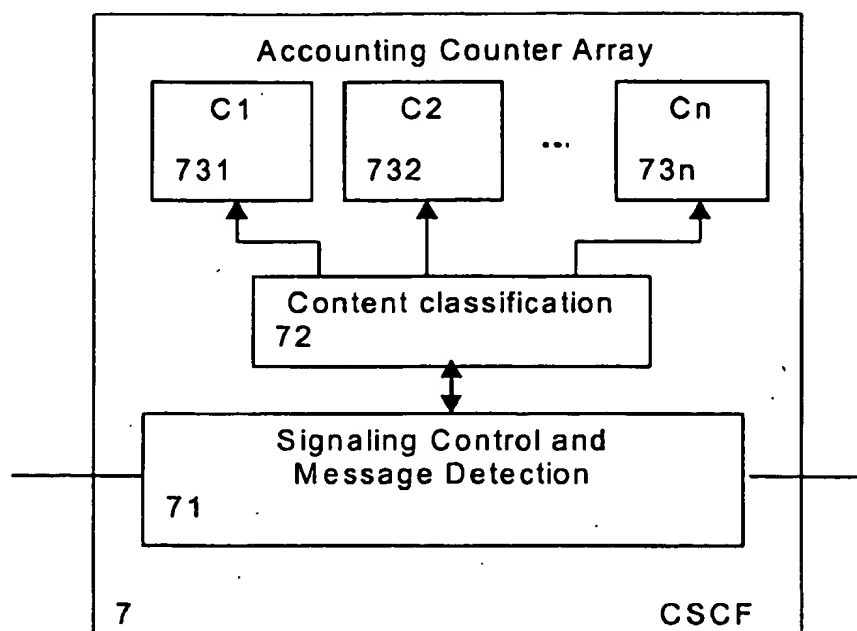 Accounting Counter Array
C1
731
C2
732
...
Cn
73n
Content classification
72
Signaling Control and
Message Detection
71
7
CSCF